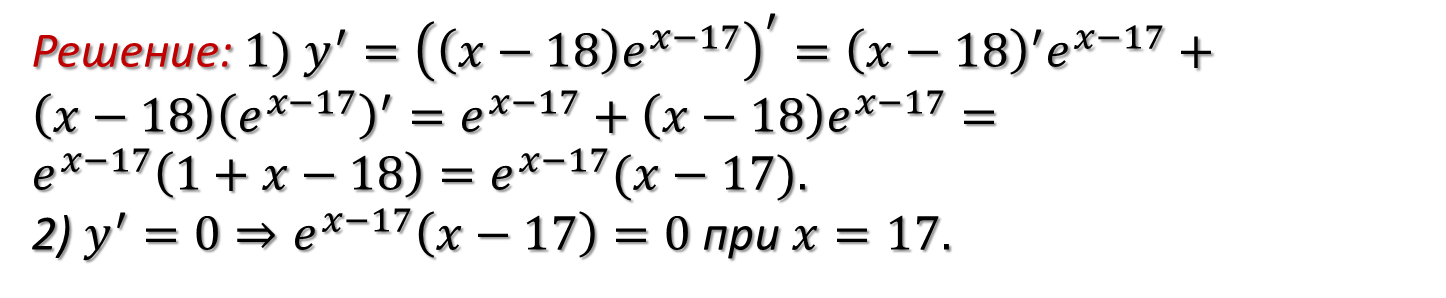 Решение: 1) y′ = ((x − 18)e^{x−17})′ = (x − 18)′e^{x−17} +
(x − 18)(e^{x−17})′ = e^{x−17} + (x − 18)e^{x−17} =
e^{x−17}(1 + x − 18) = e^{x−17}(x − 17).
2) y′ = 0 ⇒ e^{x−17}(x − 17) = 0 при x = 17.